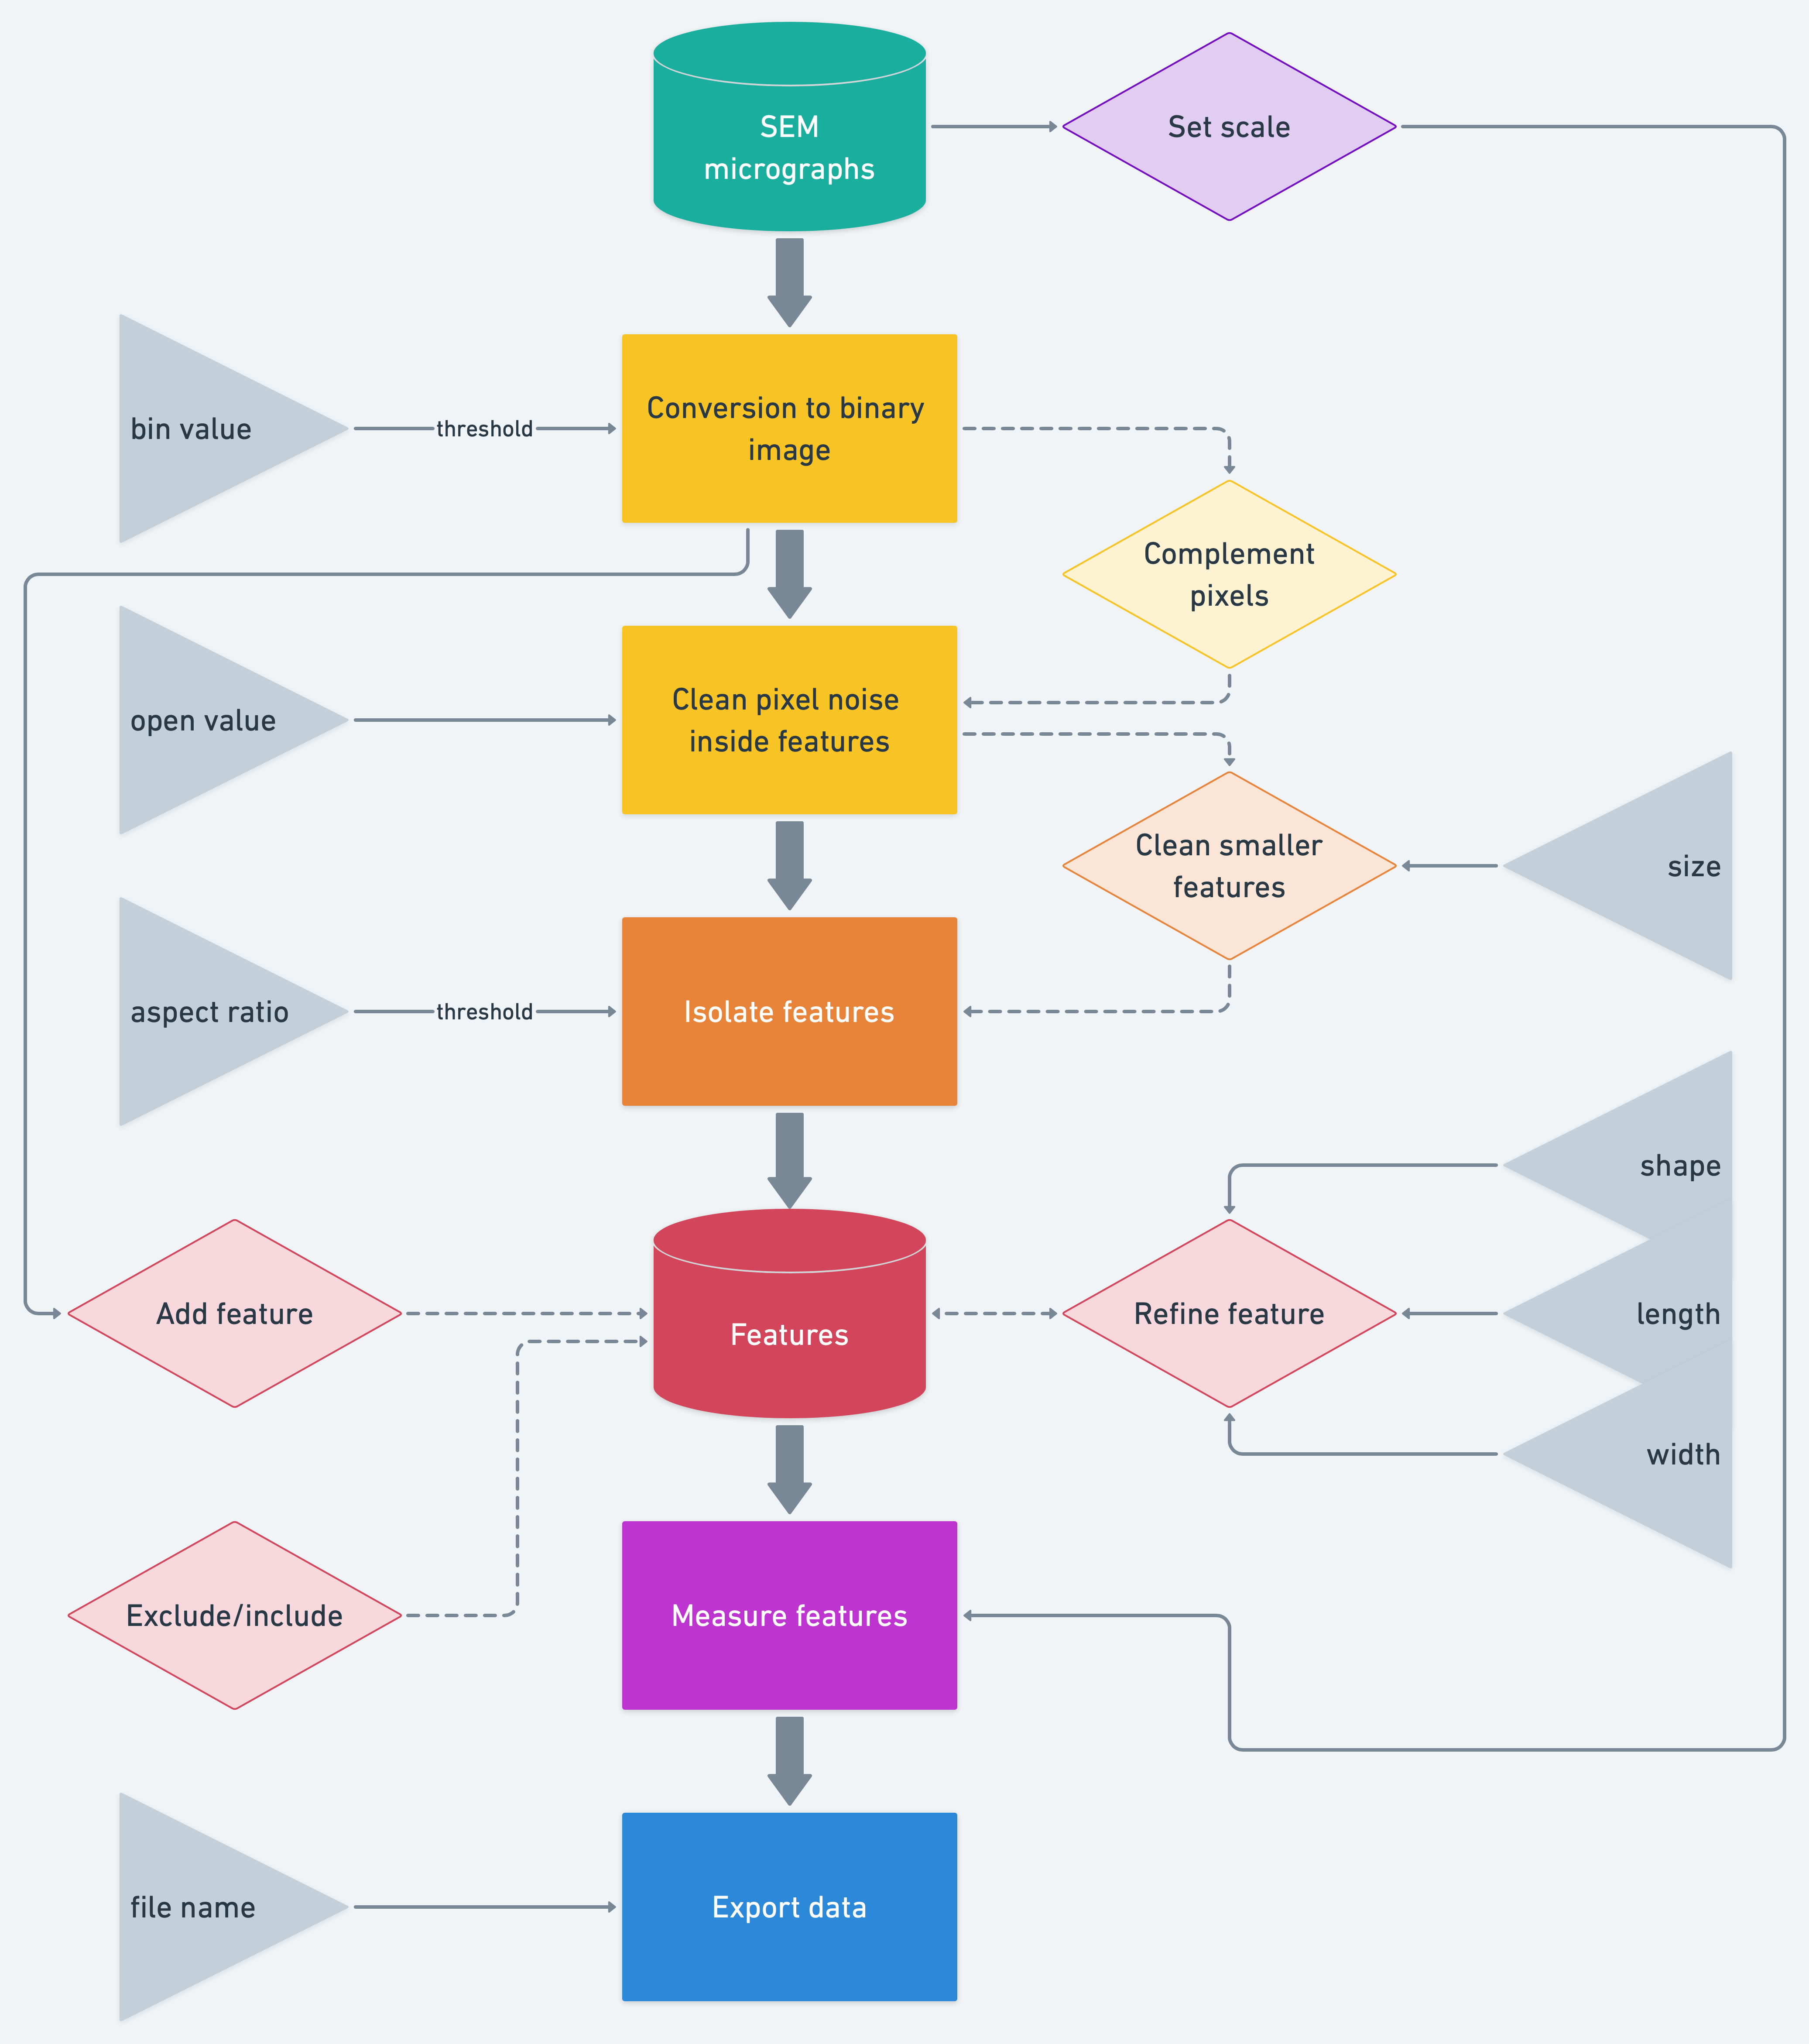 SEM
micrographs
Set scale
bin value
threshold
Conversion to binary
image
Complement
pixels
open value
Clean pixel noise
inside features
Clean smaller
features
size
aspect ratio
threshold
Isolate features
shape
Add feature
Features
Refine feature
length
width
Exclude/include
Measure features
file name
Export data